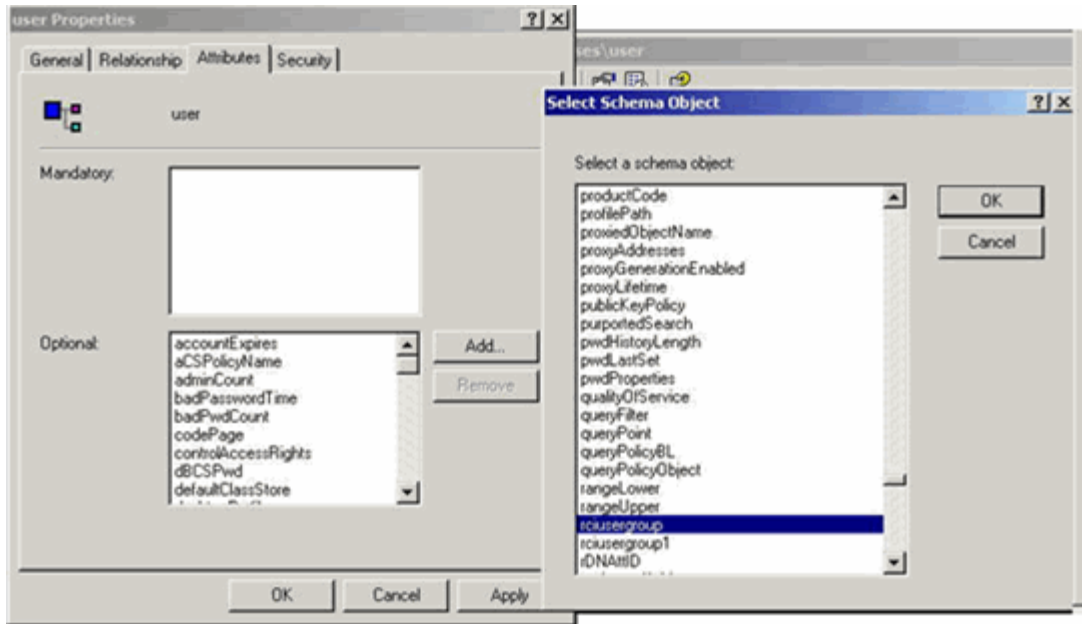 user Properties
General
Relationship
Attributes
Security
user
Mandatory:
Optional:
accountExpires
aCSPolicyName
adminCount
badPasswordTime
badPwdCount
codePage
controlAccessRights
dBCSPwd
defaultClassStore
Add...
Remove
OK
Cancel
Apply
ses\user
Select Schema Object
Select a schema object:
productCode
profilePath
proxiedObjectName
proxyAddresses
proxyGenerationEnabled
proxyLifetime
publicKeyPolicy
purportedSearch
pwdHistoryLength
pwdLastSet
pwdProperties
qualityOfService
queryFilter
queryPoint
queryPolicyBL
queryPolicyObject
rangeLower
rangeUpper
rciusergroup
rciusergroup1
rDNAttID
OK
Cancel